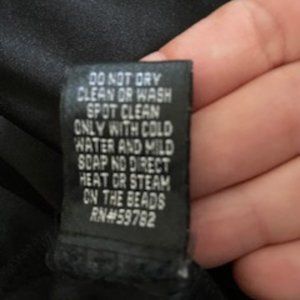 DO NOT DRY
CLEAN OR WASH
SPOT CLEAN
ONLY WITH COLD
WATER AND MILD
SOAP NO DIRECT
HEAT OR STEAM
ON THE BEADS
RN#59782